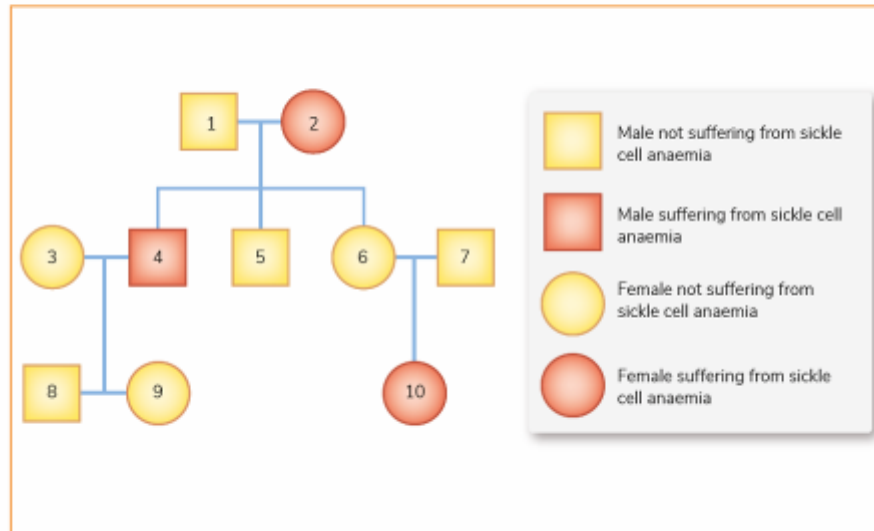 1
2
3
4
5
6
7
8
9
10
Male not suffering from sickle
cell anaemia
Male suffering from sickle cell
anaemia
Female not suffering from
sickle cell anaemia
Female suffering from sickle
cell anaemia